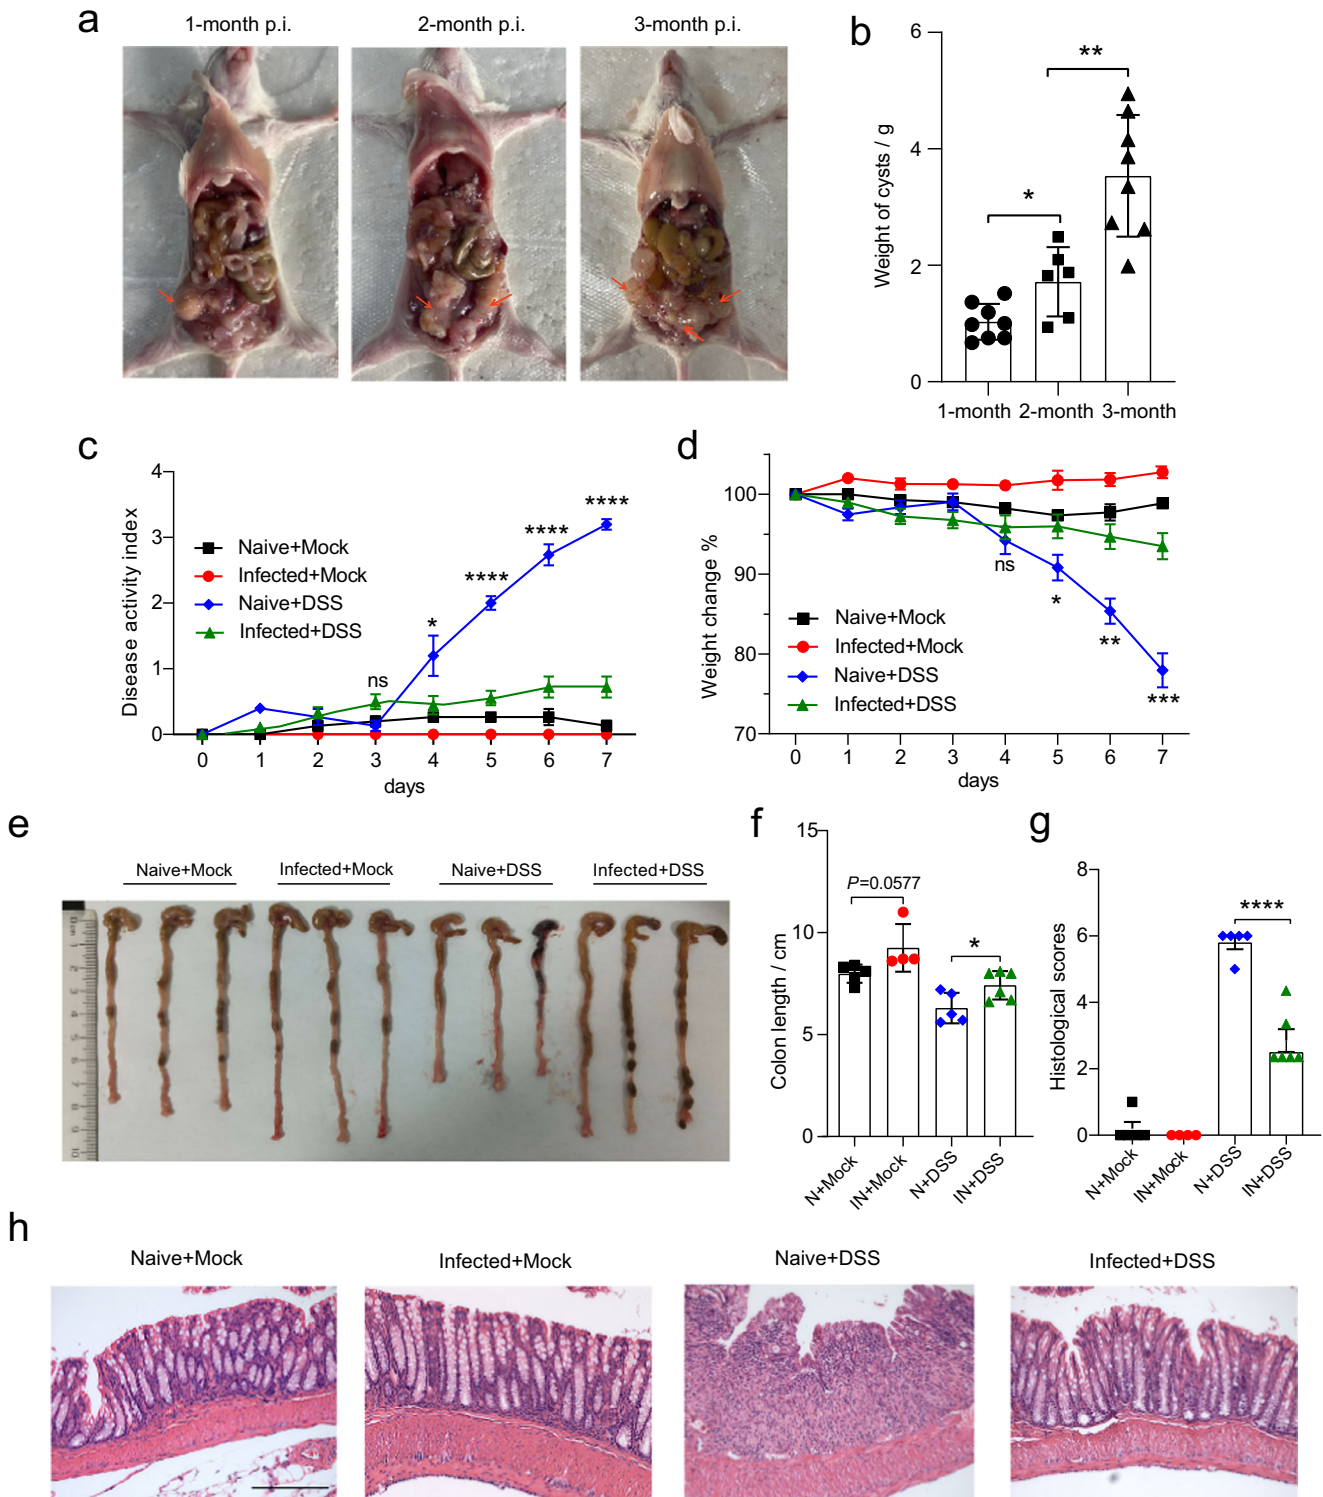 a
1-month p.i.
2-month p.i.
3-month p.i.
b
Weight of cysts / g
6
4
2
0
*
**
1-month
2-month
3-month
c
Disease activity index
4
3
2
1
0
Naive+Mock
Infected+Mock
Naive+DSS
Infected+DSS
ns
*
****
****
****
0 1 2 3 4 5 6 7
days
d
Weight change %
100
90
80
70
Naive+Mock
Infected+Mock
Naive+DSS
Infected+DSS
ns
*
**
***
0 1 2 3 4 5 6 7
days
e
Naive+Mock
Infected+Mock
Naive+DSS
Infected+DSS
f
Colon length / cm
15
10
5
0
P=0.0577
*
N+Mock
IN+Mock
N+DSS
IN+DSS
g
Histological scores
8
6
4
2
0
****
N+Mock
IN+Mock
N+DSS
IN+DSS
h
Naive+Mock
Infected+Mock
Naive+DSS
Infected+DSS